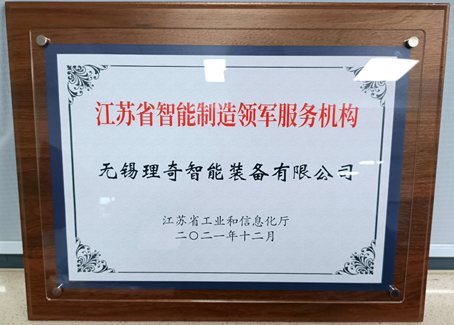 江苏省智能制造领军服务机构
无锡理奇智能装备有限公司
江苏省工业和信息化厅
二〇二一年十二月